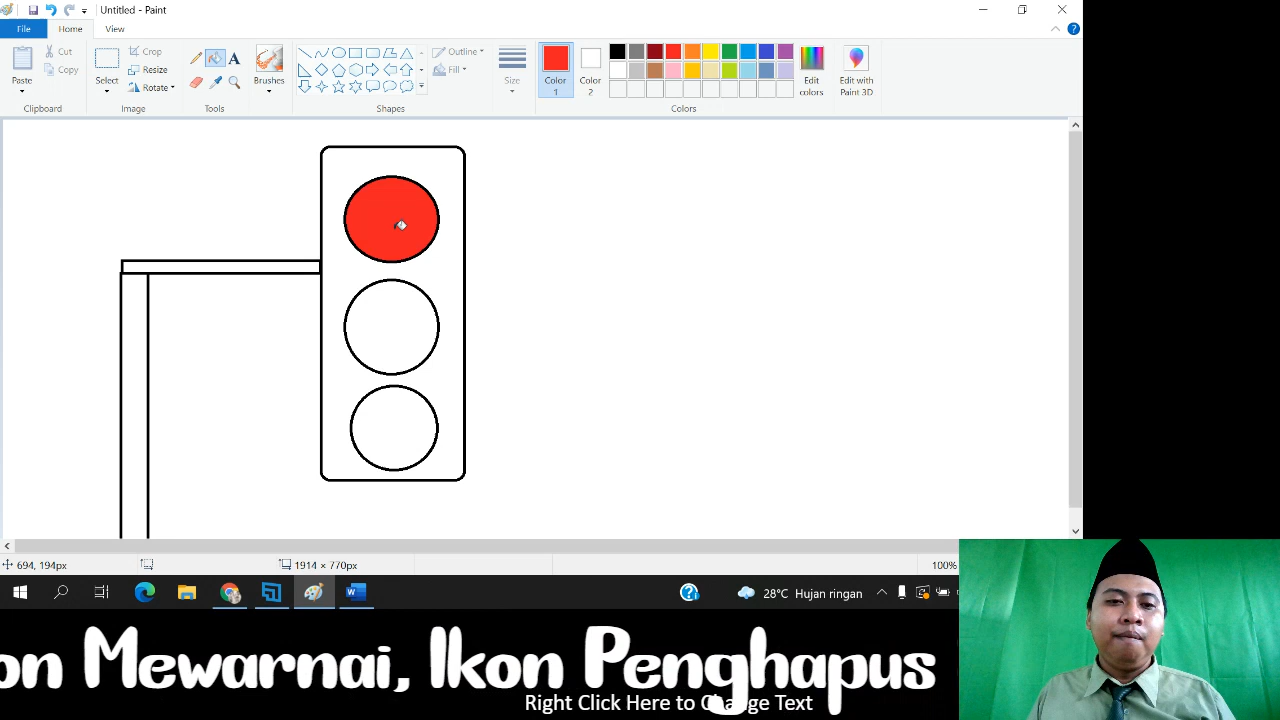 Untitled - Paint
File
Home
View
Paste
Cut
Copy
Clipboard
Select
Crop
Resize
Rotate
Image
A
Tools
Brushes
Shapes
Outline
Fill
Size
Color
1
Color
2
Colors
Edit
colors
Edit with
Paint 3D
694, 194px
1914 × 770px
100%
28°C Hujan ringan
on Mewarnai, Ikon Penghapus
Right Click Here to Change Text